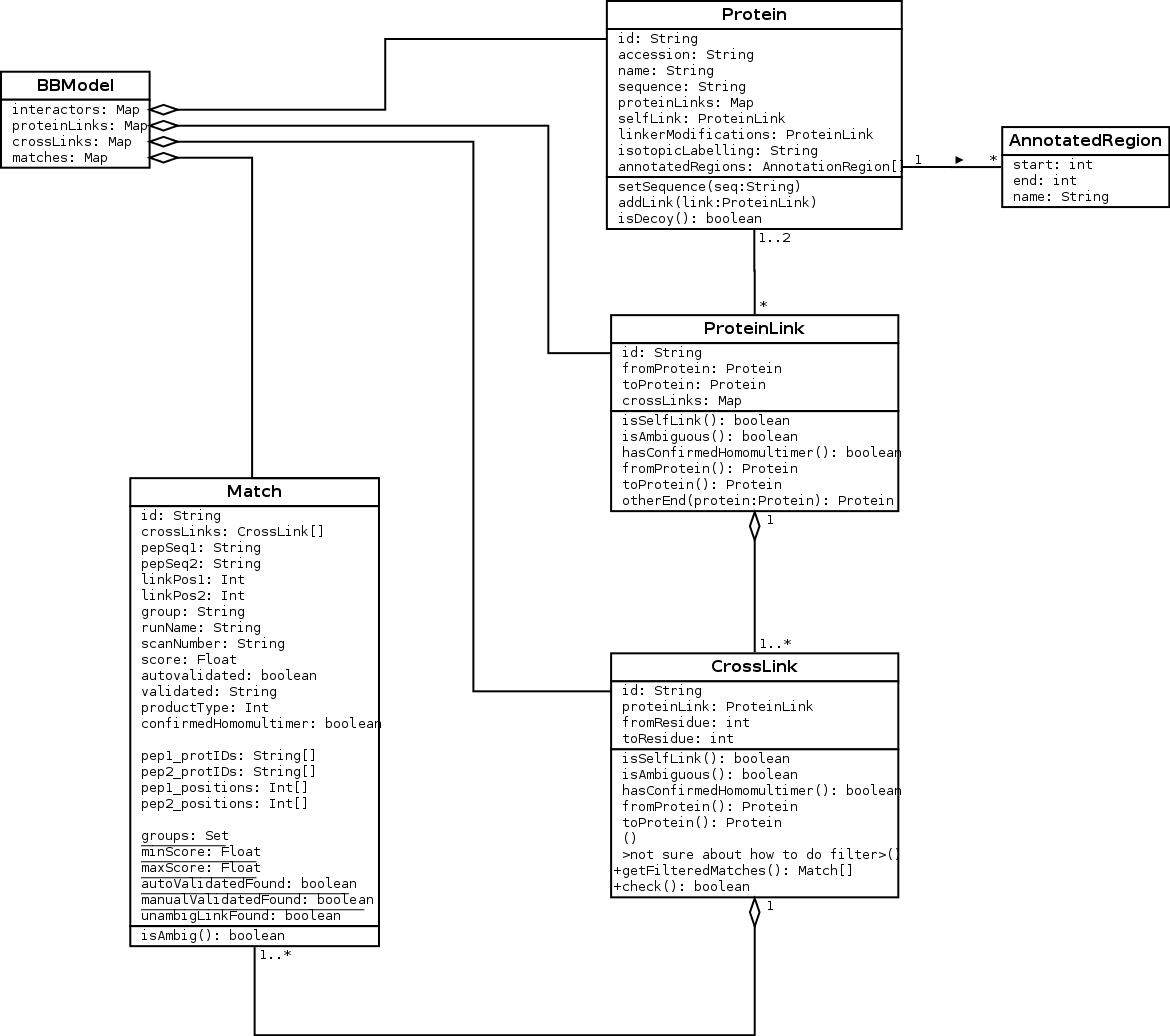 Protein
id: String
accession: String
name: String
sequence: String
proteinLinks: Map
selfLink: ProteinLink
linkerModifications: ProteinLink
isotopicLabelling: String
annotatedRegions: AnnotationRegion[]
setSequence(seq:String)
addLink(link:ProteinLink)
isDecoy(): boolean
BBModel
interactors: Map
proteinLinks: Map
crossLinks: Map
matches: Map
1
*
AnnotatedRegion
start: int
end: int
name: String
1..2
*
ProteinLink
id: String
fromProtein: Protein
toProtein: Protein
crossLinks: Map
isSelfLink(): boolean
isAmbiguous(): boolean
hasConfirmedHomomultimer(): boolean
fromProtein(): Protein
toProtein(): Protein
otherEnd(protein:Protein): Protein
1
1..*
Match
id: String
crossLinks: CrossLink[]
pepSeq1: String
pepSeq2: String
linkPos1: Int
linkPos2: Int
group: String
runName: String
scanNumber: String
score: Float
autovalidated: boolean
validated: String
productType: Int
confirmedHomomultimer: boolean
pep1_protIDs: String[]
pep2_protIDs: String[]
pep1_positions: Int[]
pep2_positions: Int[]
groups: Set
minScore: Float
maxScore: Float
autoValidatedFound: boolean
manualValidatedFound: boolean
unambigLinkFound: boolean
isAmbig(): boolean
1..*
CrossLink
id: String
proteinLink: ProteinLink
fromResidue: int
toResidue: int
isSelfLink(): boolean
isAmbiguous(): boolean
hasConfirmedHomomultimer(): boolean
fromProtein(): Protein
toProtein(): Protein
()
>not sure about how to do filter>()
+getFilteredMatches(): Match[]
+check(): boolean
1